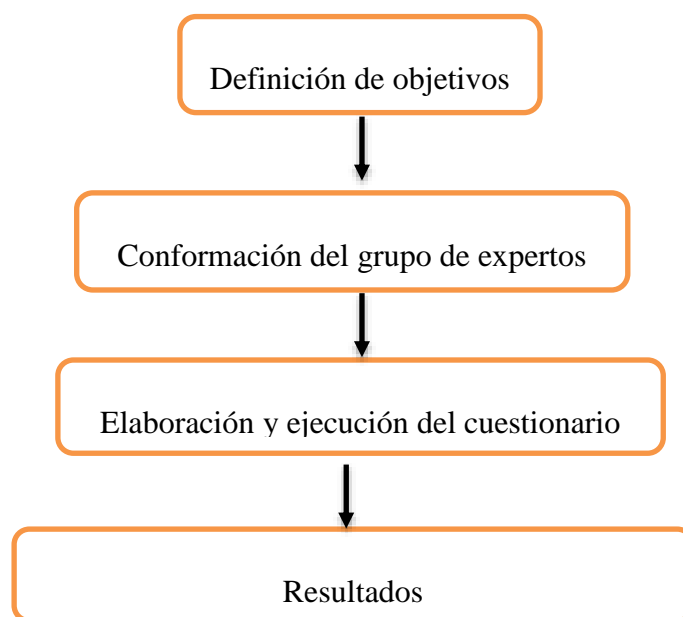 Definición de objetivos
Conformación del grupo de expertos
Elaboración y ejecución del cuestionario
Resultados